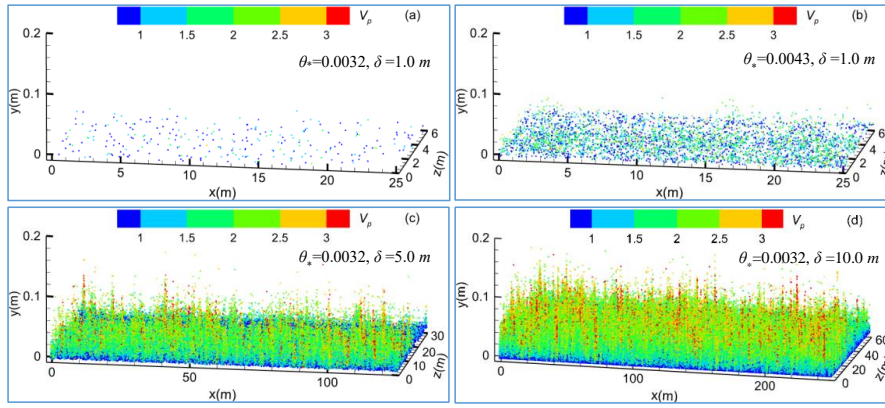 V_p (a)
1 1.5 2 2.5 3
θ*=0.0032, δ =1.0 m
0.2
0.1
0
y(m)
0 5 10 15 20 25
x(m)
0 2 4 6
z(m)
V_p (b)
1 1.5 2 2.5 3
θ*=0.0043, δ =1.0 m
0.2
0.1
0
y(m)
0 5 10 15 20 25
x(m)
0 2 4 6
z(m)
V_p (c)
1 1.5 2 2.5 3
θ*=0.0032, δ =5.0 m
0.2
0.1
0
y(m)
0 50 100
x(m)
0 10 20 30
z(m)
V_p (d)
1 1.5 2 2.5 3
θ*=0.0032, δ =10.0 m
0.2
0.1
0
y(m)
0 100 200
x(m)
0 20 40 60
z(m)